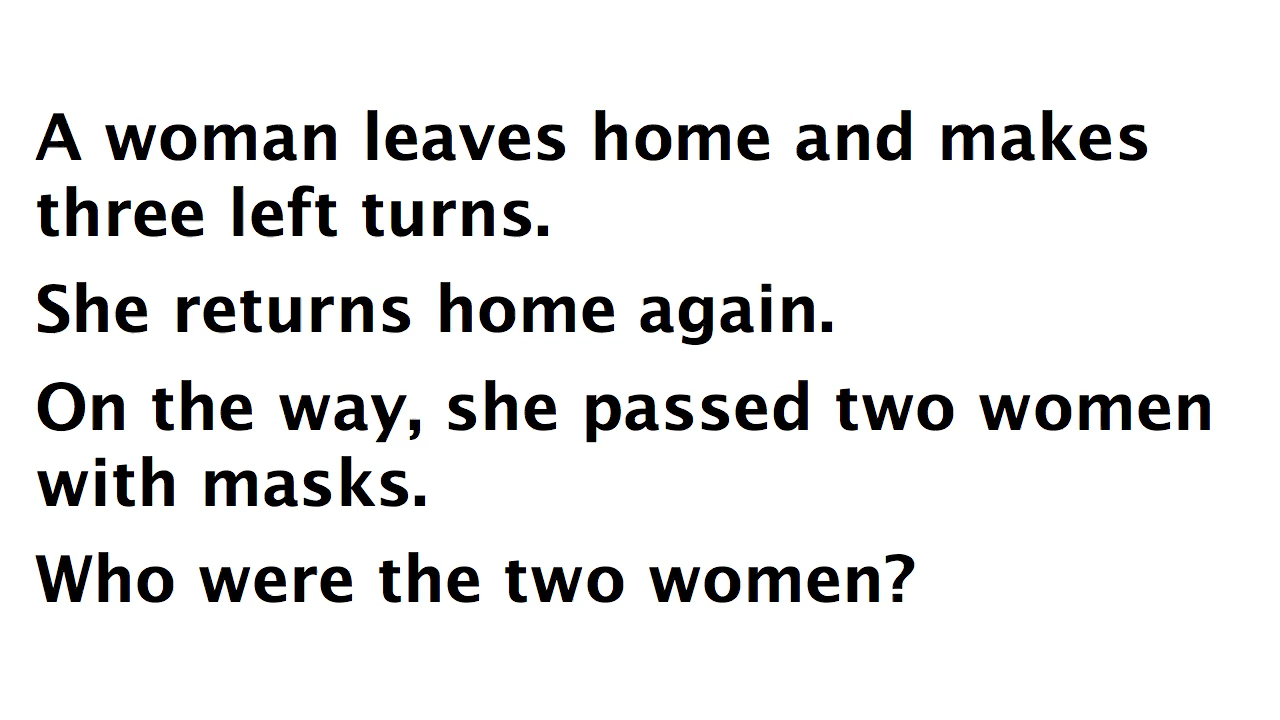 A woman leaves home and makes
three left turns.
She returns home again.
On the way, she passed two women
with masks.
Who were the two women?